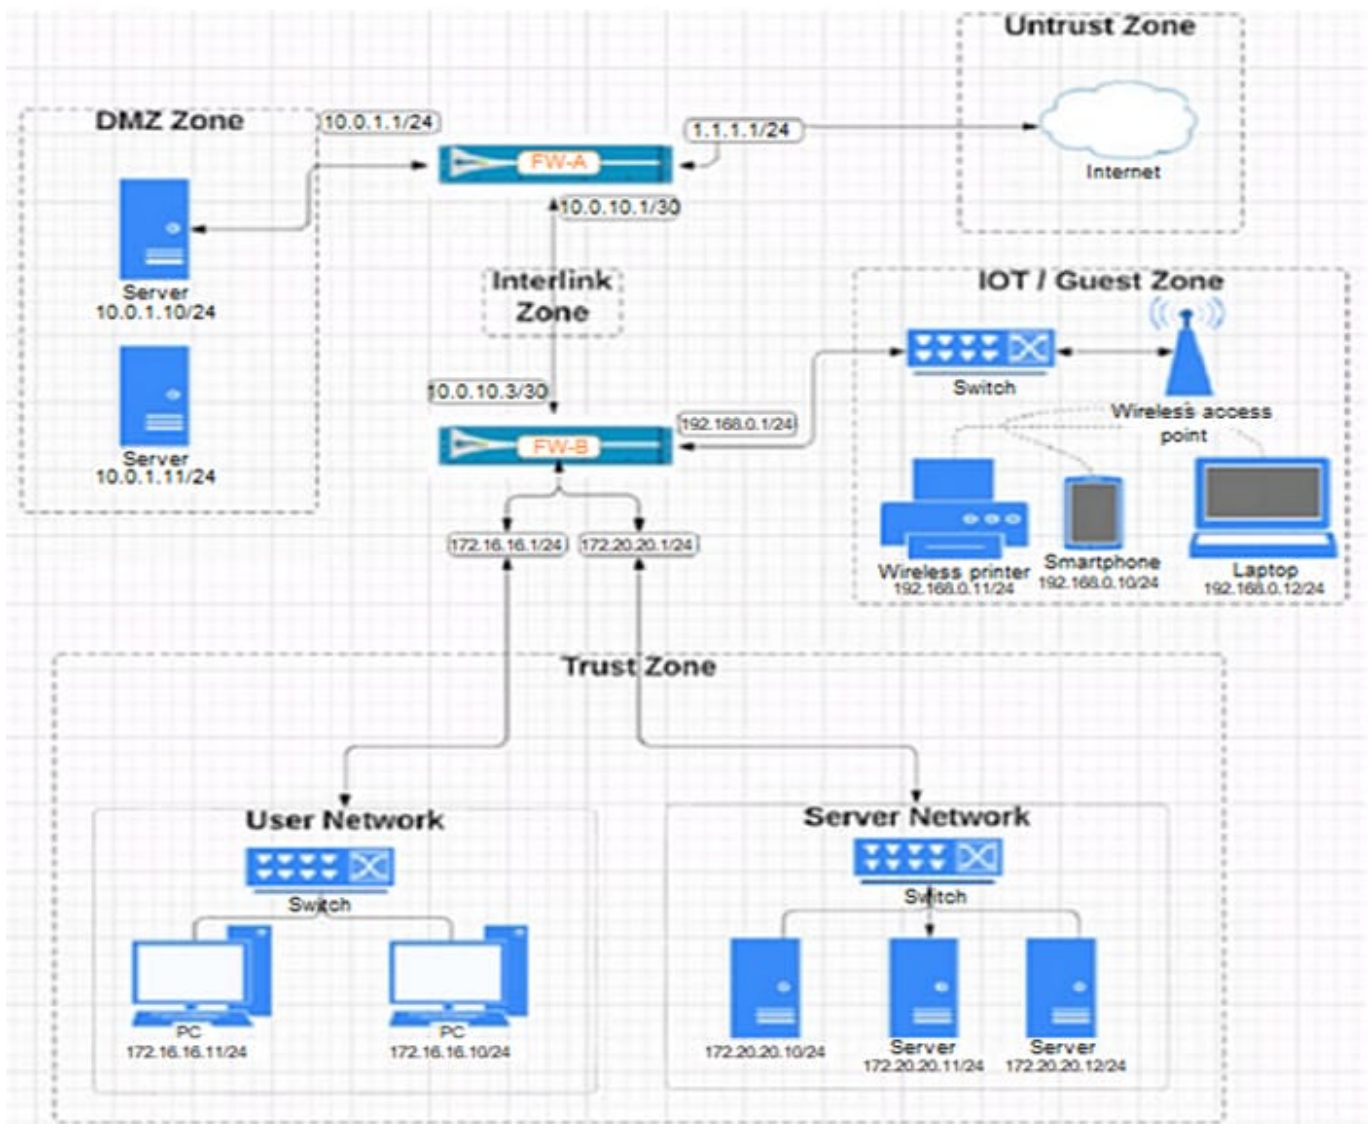 Untrust Zone
Internet
DMZ Zone
10.0.1.1/24
1.1.1.1/24
FW-A
10.0.10.1/30
Server
10.0.1.10/24
Server
10.0.1.11/24
Interlink
Zone
10.0.10.3/30
FW-B
192.168.0.1/24
IOT / Guest Zone
Switch
Wireless access
point
Wireless printer
192.168.0.11/24
Smartphone
192.168.0.10/24
Laptop
192.168.0.12/24
172.16.16.1/24
172.20.20.1/24
Trust Zone
User Network
Switch
PC
172.16.16.11/24
PC
172.16.16.10/24
Server Network
Switch
172.20.20.10/24
Server
172.20.20.11/24
Server
172.20.20.12/24